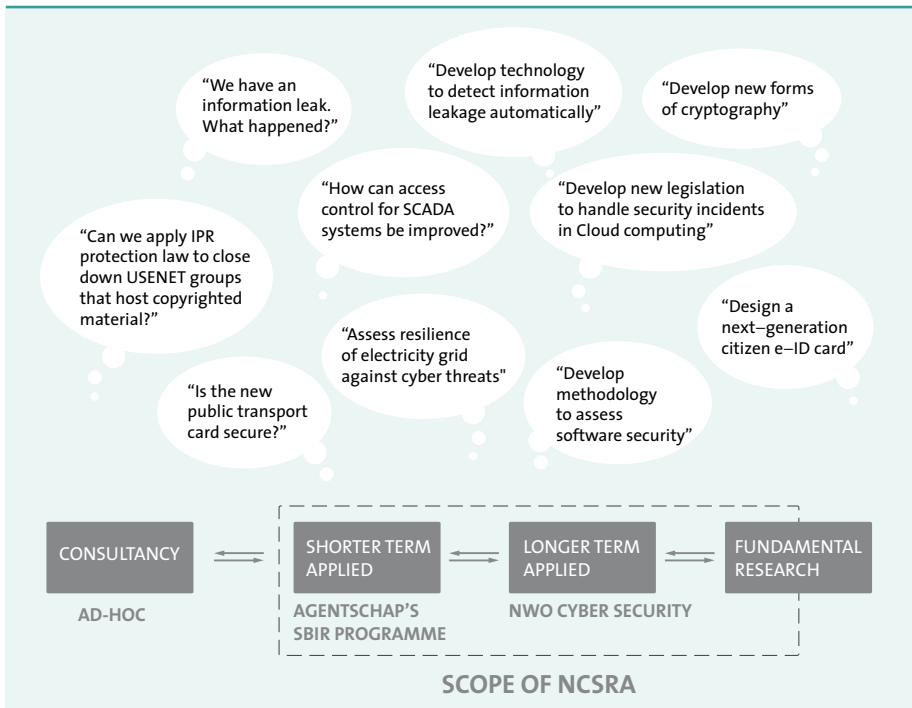 “We have an
information leak.
What happened?”
“Develop technology
to detect information
leakage automatically”
“Develop new forms
of cryptography”
“How can access
control for SCADA
systems be improved?”
“Develop new legislation
to handle security incidents
in Cloud computing”
“Can we apply IPR
protection law to close
down USENET groups
that host copyrighted
material?”
“Design a
next–generation
citizen e–ID card”
“Assess resilience
of electricity grid
against cyber threats"
“Is the new
public transport
card secure?”
“Develop
methodology
to assess
software security”
CONSULTANCY
SHORTER TERM
APPLIED
LONGER TERM
APPLIED
FUNDAMENTAL
RESEARCH
AD-HOC
AGENTSCHAP’S
SBIR PROGRAMME
NWO CYBER SECURITY
SCOPE OF NCSRA